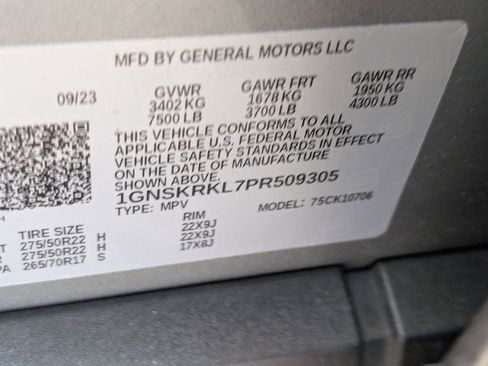 MFD BY GENERAL MOTORS LLC
09/23 GVWR GAWR FRT GAWR RR
3402 KG 1678 KG 1950 KG
7500 LB 3700 LB 4300 LB
THIS VEHICLE CONFORMS TO ALL
APPLICABLE U.S. FEDERAL MOTOR
VEHICLE SAFETY STANDARDS IN EFFECT
ON THE DATE OF MANUFACTURE
SHOWN ABOVE.
1GNSKRKL7PR509305
TYPE: MPV MODEL: 75CK10706
TIRE SIZE RIM
275/50R22 H 22X9J
275/50R22 H 22X9J
265/70R17 S 17X8J